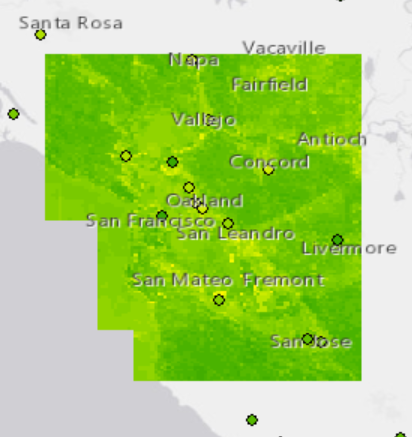 Santa Rosa
Vacaville
Napa
Fairfield
Vallejo
Antioch
Concord
Oakland
San Francisco
San Leandro
Livermore
San Mateo
Fremont
San Jose